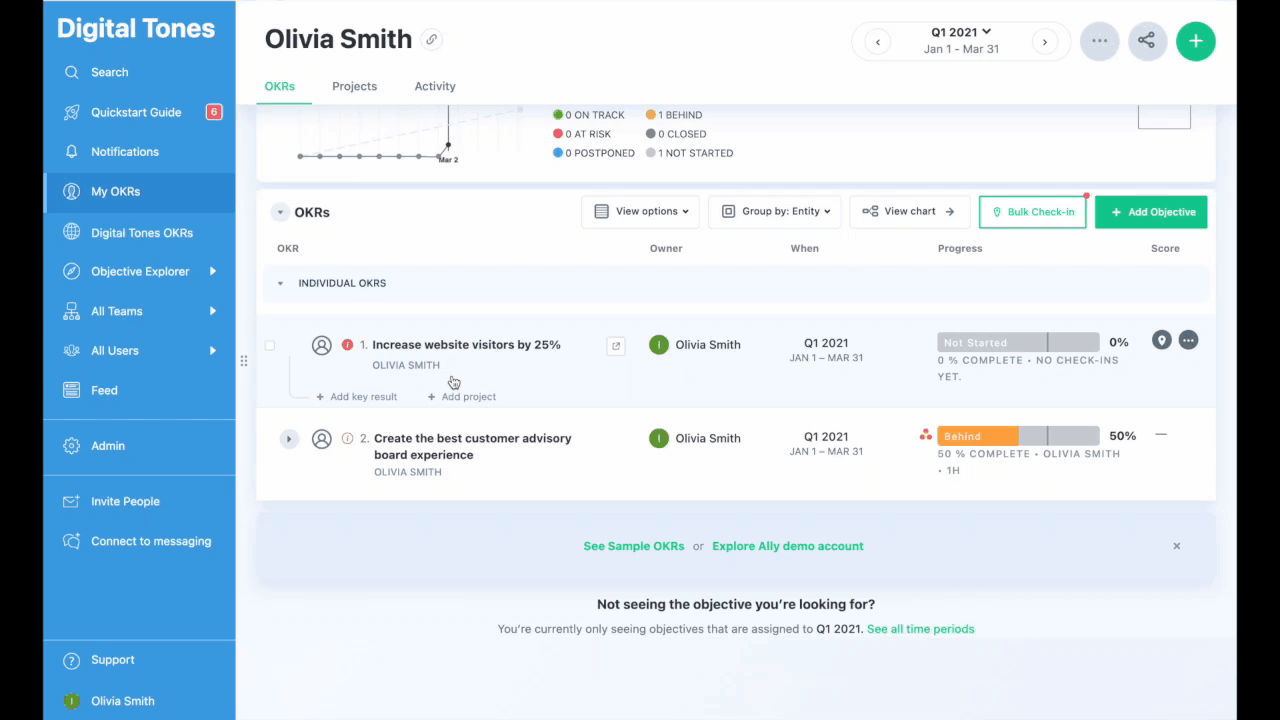 Digital Tones
Search
Quickstart Guide 6
Notifications
My OKRs
Digital Tones OKRs
Objective Explorer
All Teams
All Users
Feed
Admin
Invite People
Connect to messaging
Support
Olivia Smith
Olivia Smith
Q1 2021
Jan 1 - Mar 31
OKRs Projects Activity
Mar 2
0 ON TRACK 1 BEHIND
0 AT RISK 0 CLOSED
0 POSTPONED 1 NOT STARTED
OKRs View options Group by: Entity View chart Bulk Check-in + Add Objective
OKR Owner When Progress Score
INDIVIDUAL OKRS
1. Increase website visitors by 25%
OLIVIA SMITH
+ Add key result + Add project
Olivia Smith
Q1 2021
JAN 1 – MAR 31
Not Started 0%
0 % COMPLETE • NO CHECK-INS
YET.
2. Create the best customer advisory
board experience
OLIVIA SMITH
Olivia Smith
Q1 2021
JAN 1 – MAR 31
Behind 50% —
50 % COMPLETE • OLIVIA SMITH
• 1H
See Sample OKRs or Explore Ally demo account
Not seeing the objective you’re looking for?
You’re currently only seeing objectives that are assigned to Q1 2021. See all time periods